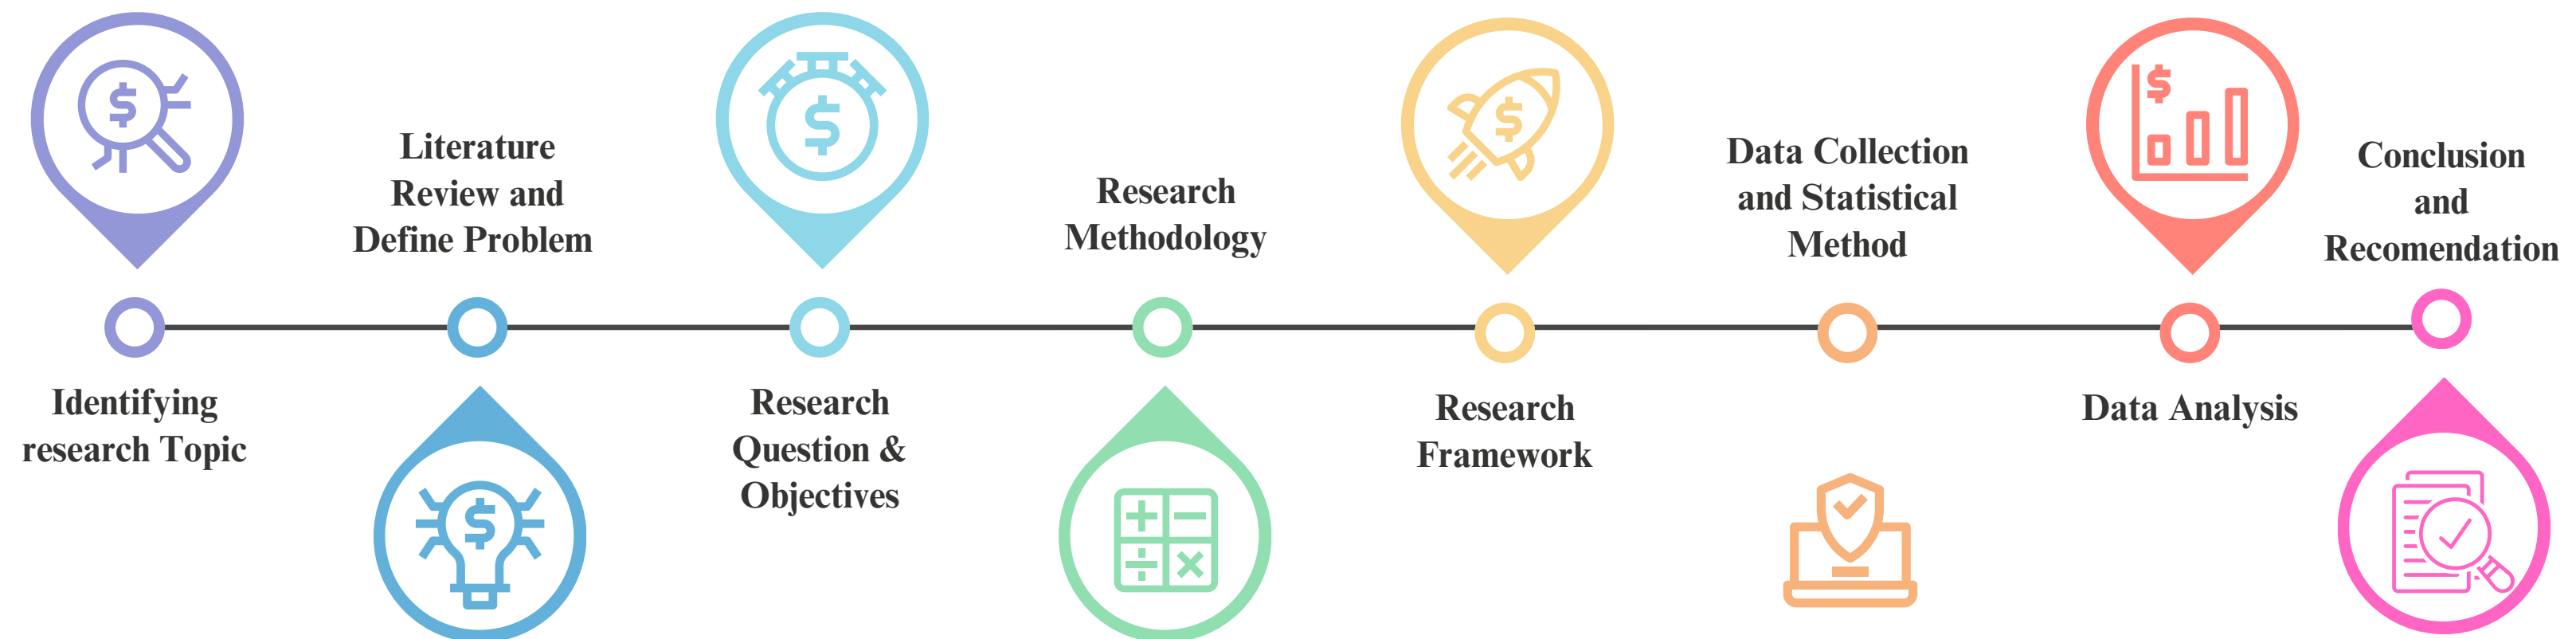 Identifying
research Topic
Literature
Review and
Define Problem
Research
Question &
Objectives
Research
Methodology
Research
Framework
Data Collection
and Statistical
Method
Data Analysis
Conclusion
and
Recomendation